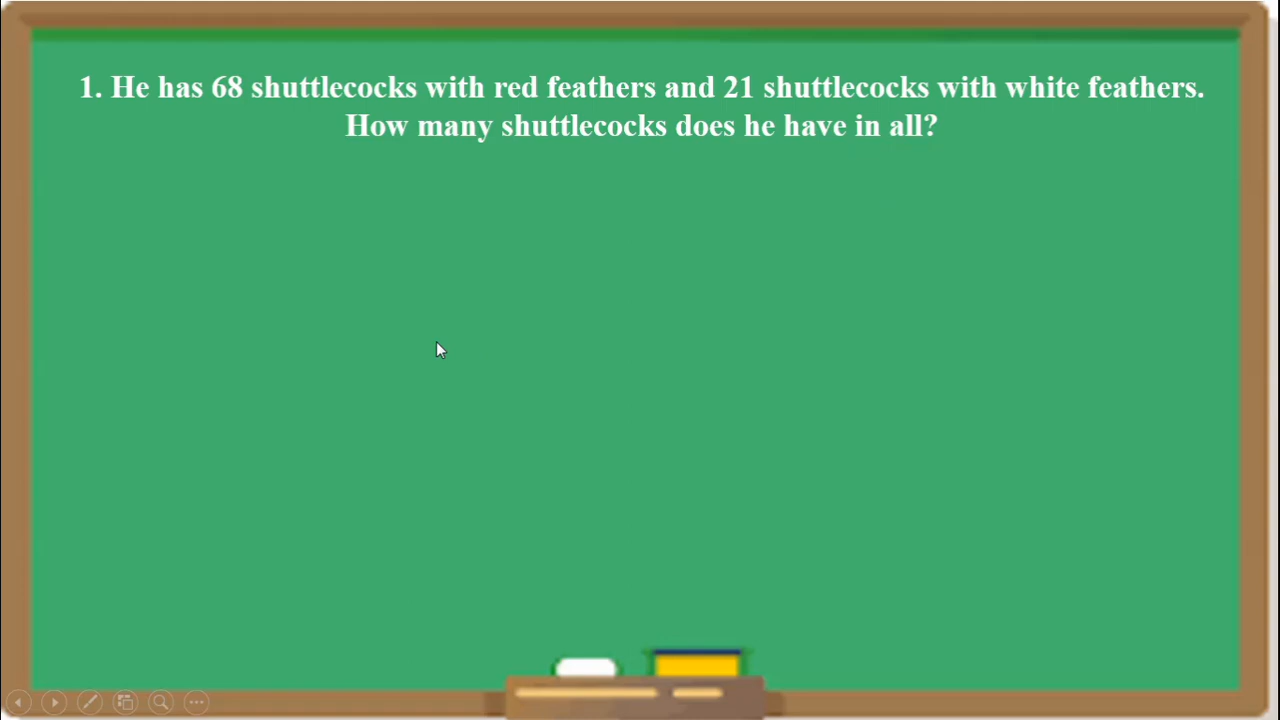 1. He has 68 shuttlecocks with red feathers and 21 shuttlecocks with white feathers.
How many shuttlecocks does he have in all?